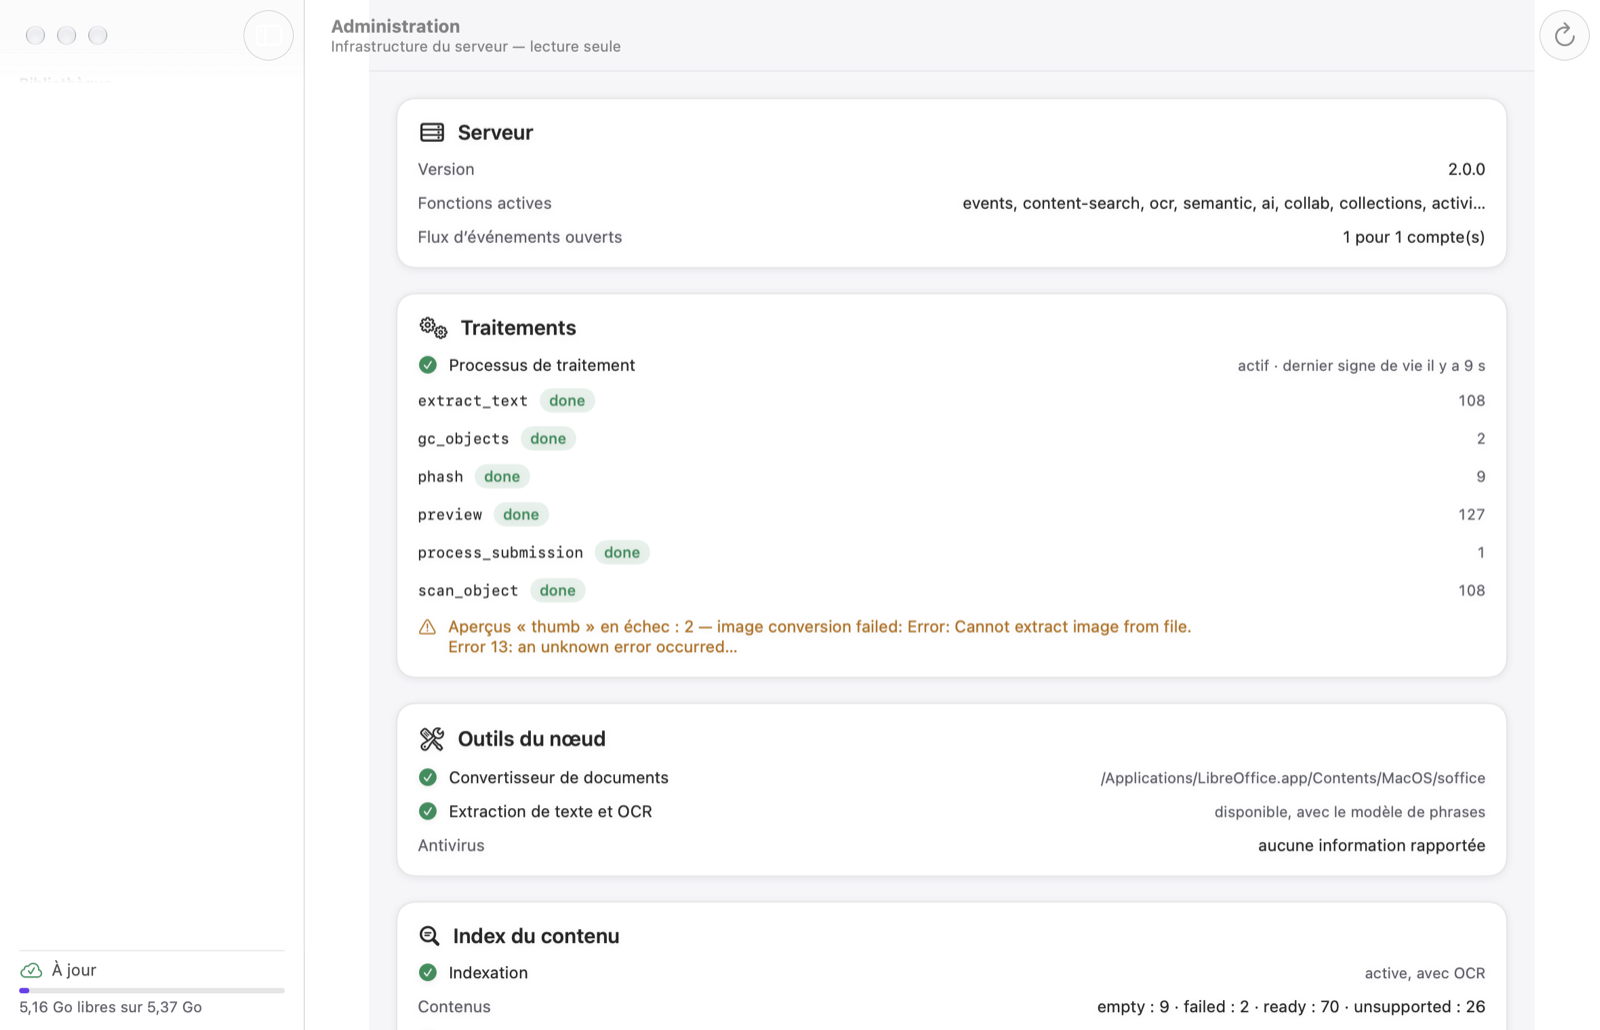 Administration
Infrastructure du serveur — lecture seule
Serveur
Version 2.0.0
Fonctions actives events, content-search, ocr, semantic, ai, collab, collections, activi...
Flux d’événements ouverts 1 pour 1 compte(s)
Traitements
Processus de traitement actif · dernier signe de vie il y a 9 s
extract_text done 108
gc_objects done 2
phash done 9
preview done 127
process_submission done 1
scan_object done 108
Aperçus « thumb » en échec : 2 — image conversion failed: Error: Cannot extract image from file.
Error 13: an unknown error occurred...
Outils du nœud
Convertisseur de documents /Applications/LibreOffice.app/Contents/MacOS/soffice
Extraction de texte et OCR disponible, avec le modèle de phrases
Antivirus aucune information rapportée
Index du contenu
Indexation active, avec OCR
Contenus empty : 9 · failed : 2 · ready : 70 · unsupported : 26
À jour
5,16 Go libres sur 5,37 Go